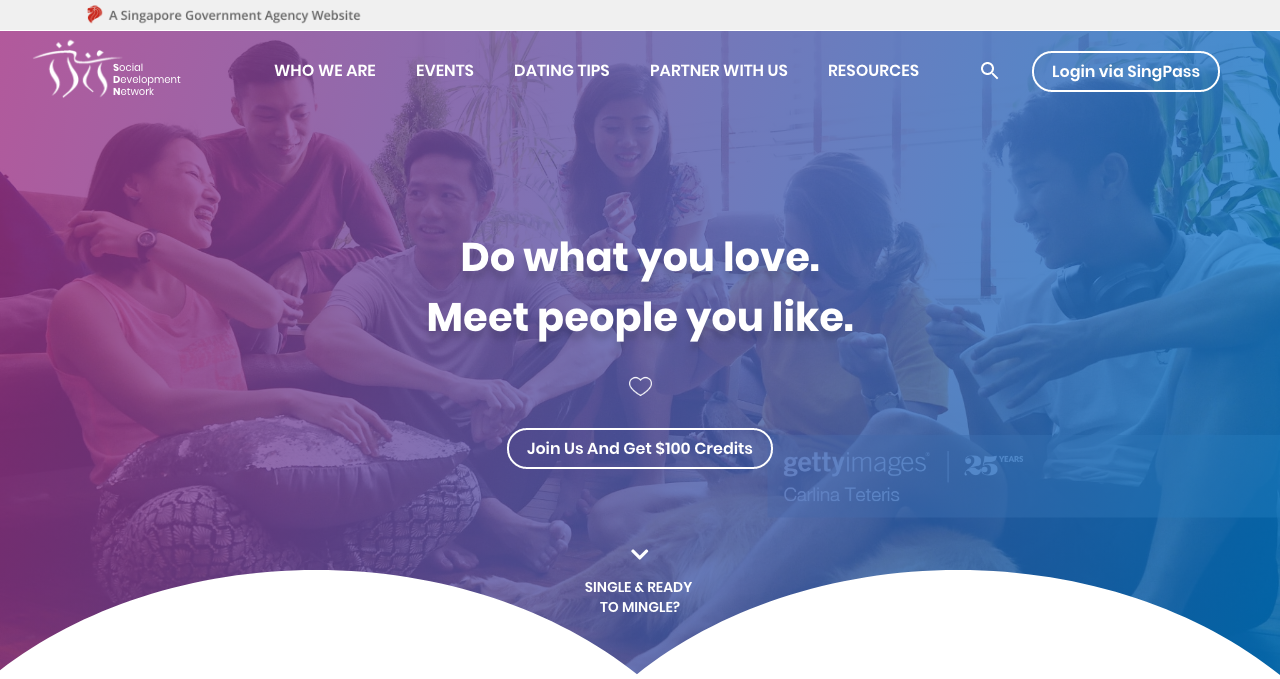 A Singapore Government Agency Website
Social
Development
Network
WHO WE ARE
EVENTS
DATING TIPS
PARTNER WITH US
RESOURCES
Login via SingPass
Do what you love.
Meet people you like.
Join Us And Get $100 Credits
gettyimages®
25 YEARS
Carlina Teteris
SINGLE & READY
TO MINGLE?